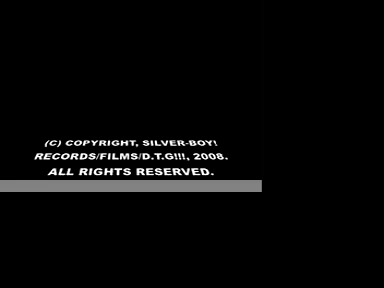 (C) COPYRIGHT, SILVER-BOY!
RECORDS/FILMS/D.T.G!!!, 2008.
ALL RIGHTS RESERVED.